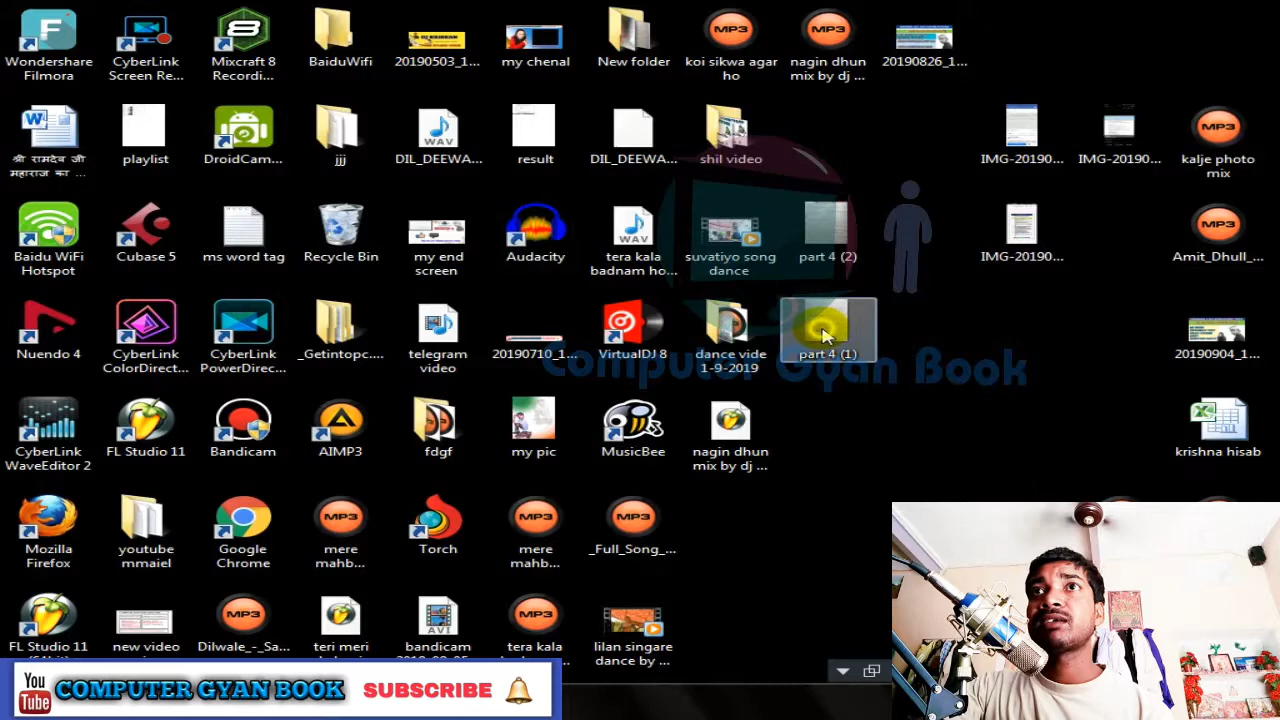 Wondershare Filmora
CyberLink Screen Re...
Mixcraft 8 Recordi...
BaiduWifi
20190503_1...
my chenal
New folder
koi sikwa agar ho
nagin dhun mix by dj ...
20190826_1...
श्री रामदेव जी महाराज का ...
playlist
DroidCam...
jjj
DIL_DEEWA...
result
DIL_DEEWA...
shil video
IMG-20190...
IMG-20190...
kalje photo mix
Baidu WiFi Hotspot
Cubase 5
ms word tag
Recycle Bin
my end screen
Audacity
tera kala badnam ho...
suvatiyo song dance
part 4 (2)
IMG-20190...
Amit_Dhull_...
Nuendo 4
CyberLink ColorDirect...
CyberLink PowerDirec...
_Getintopc....
telegram video
20190710_1...
VirtualDJ 8
dance vide 1-9-2019
part 4 (1)
20190904_1...
Computer Gyan Book
CyberLink WaveEditor 2
FL Studio 11
Bandicam
AIMP3
fdgf
my pic
MusicBee
nagin dhun mix by dj ...
krishna hisab
Mozilla Firefox
youtube mmaiel
Google Chrome
mere mahb...
Torch
mere mahb...
_Full_Song_...
FL Studio 11
new video
Dilwale_-_Sa...
teri meri
bandicam
tera kala
lilan singare dance by ...
MP3
WAV
AVI
You Tube COMPUTER GYAN BOOK SUBSCRIBE